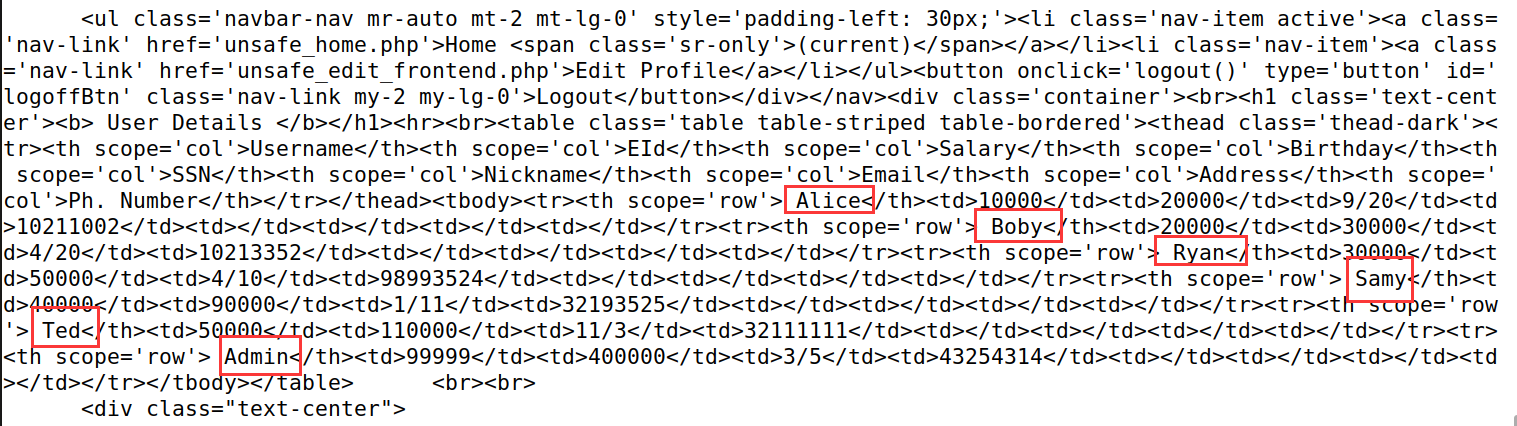 <ul class='navbar-nav mr-auto mt-2 mt-lg-0' style='padding-left: 30px;'><li class='nav-item active'><a class=
'nav-link' href='unsafe_home.php'>Home <span class='sr-only'>(current)</span></a></li><li class='nav-item'><a class
='nav-link' href='unsafe_edit_frontend.php'>Edit Profile</a></li></ul><button onclick='logout()' type='button' id='
logoffBtn' class='nav-link my-2 my-lg-0'>Logout</button></div></nav><div class='container'><br><h1 class='text-cent
er'><b> User Details </b></h1><hr><br><table class='table table-striped table-bordered'><thead class='thead-dark'><
tr><th scope='col'>Username</th><th scope='col'>EId</th><th scope='col'>Salary</th><th scope='col'>Birthday</th><th
 scope='col'>SSN</th><th scope='col'>Nickname</th><th scope='col'>Email</th><th scope='col'>Address</th><th scope='
col'>Ph. Number</th></tr></thead><tbody><tr><th scope='row'> Alice</th><td>10000</td><td>20000</td><td>9/20</td><td
>10211002</td><td></td><td></td><td></td><td></td></tr><tr><th scope='row'> Boby</th><td>20000</td><td>30000</td><t
d>4/20</td><td>10213352</td><td></td><td></td><td></td><td></td></tr><tr><th scope='row'> Ryan</th><td>30000</td><t
d>50000</td><td>4/10</td><td>98993524</td><td></td><td></td><td></td><td></td></tr><tr><th scope='row'> Samy</th><t
d>40000</td><td>90000</td><td>1/11</td><td>32193525</td><td></td><td></td><td></td><td></td></tr><tr><th scope='row
'> Ted</th><td>50000</td><td>110000</td><td>11/3</td><td>32111111</td><td></td><td></td><td></td><td></td></tr><tr>
<th scope='row'> Admin</th><td>99999</td><td>400000</td><td>3/5</td><td>43254314</td><td></td><td></td><td></td><td
></td></tr></tbody></table>      <br><br>
<div class="text-center">